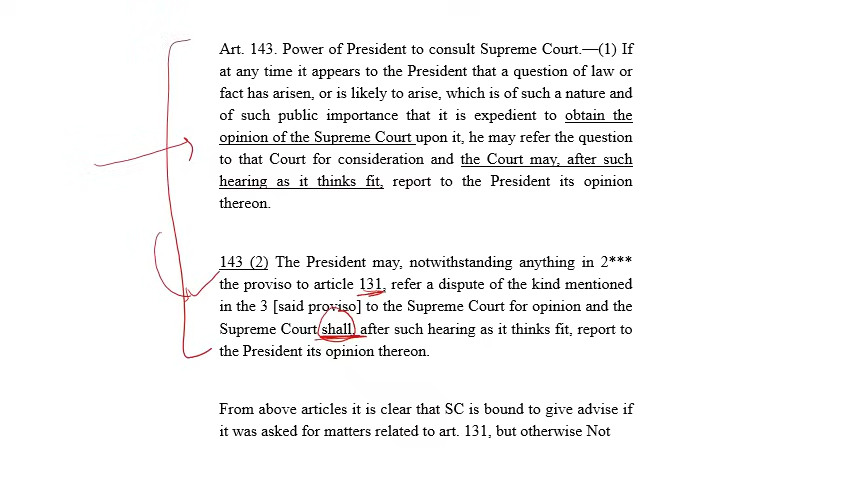 Art. 143. Power of President to consult Supreme Court.—(1) If
at any time it appears to the President that a question of law or
fact has arisen, or is likely to arise, which is of such a nature and
of such public importance that it is expedient to obtain the
opinion of the Supreme Court upon it, he may refer the question
to that Court for consideration and the Court may, after such
hearing as it thinks fit, report to the President its opinion
thereon.
143 (2) The President may, notwithstanding anything in 2***
the proviso to article 131, refer a dispute of the kind mentioned
in the 3 [said proviso] to the Supreme Court for opinion and the
Supreme Court shall, after such hearing as it thinks fit, report to
the President its opinion thereon.
From above articles it is clear that SC is bound to give advise if
it was asked for matters related to art. 131, but otherwise Not